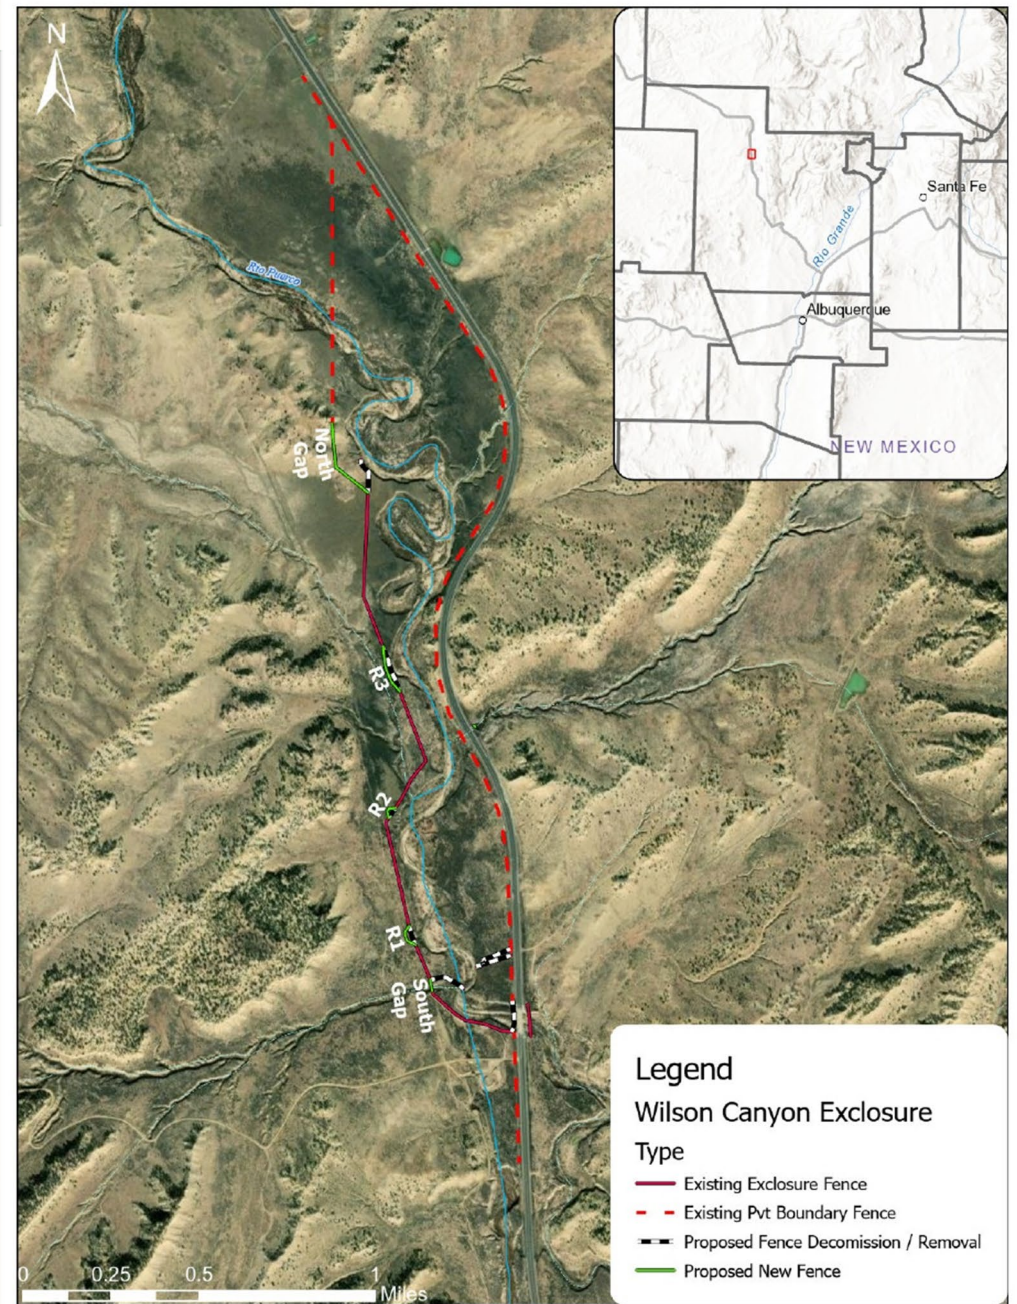 N
Santa Fe
Rio Grande
Albuquerque
NEW MEXICO
Rio Puerco
North
Gap
R3
R2
R1
South
Gap
Legend
Wilson Canyon Exclosure
Type
Existing Exclosure Fence
Existing Pvt Boundary Fence
Proposed Fence Decomission / Removal
Proposed New Fence
0 0.25 0.5 1
Miles